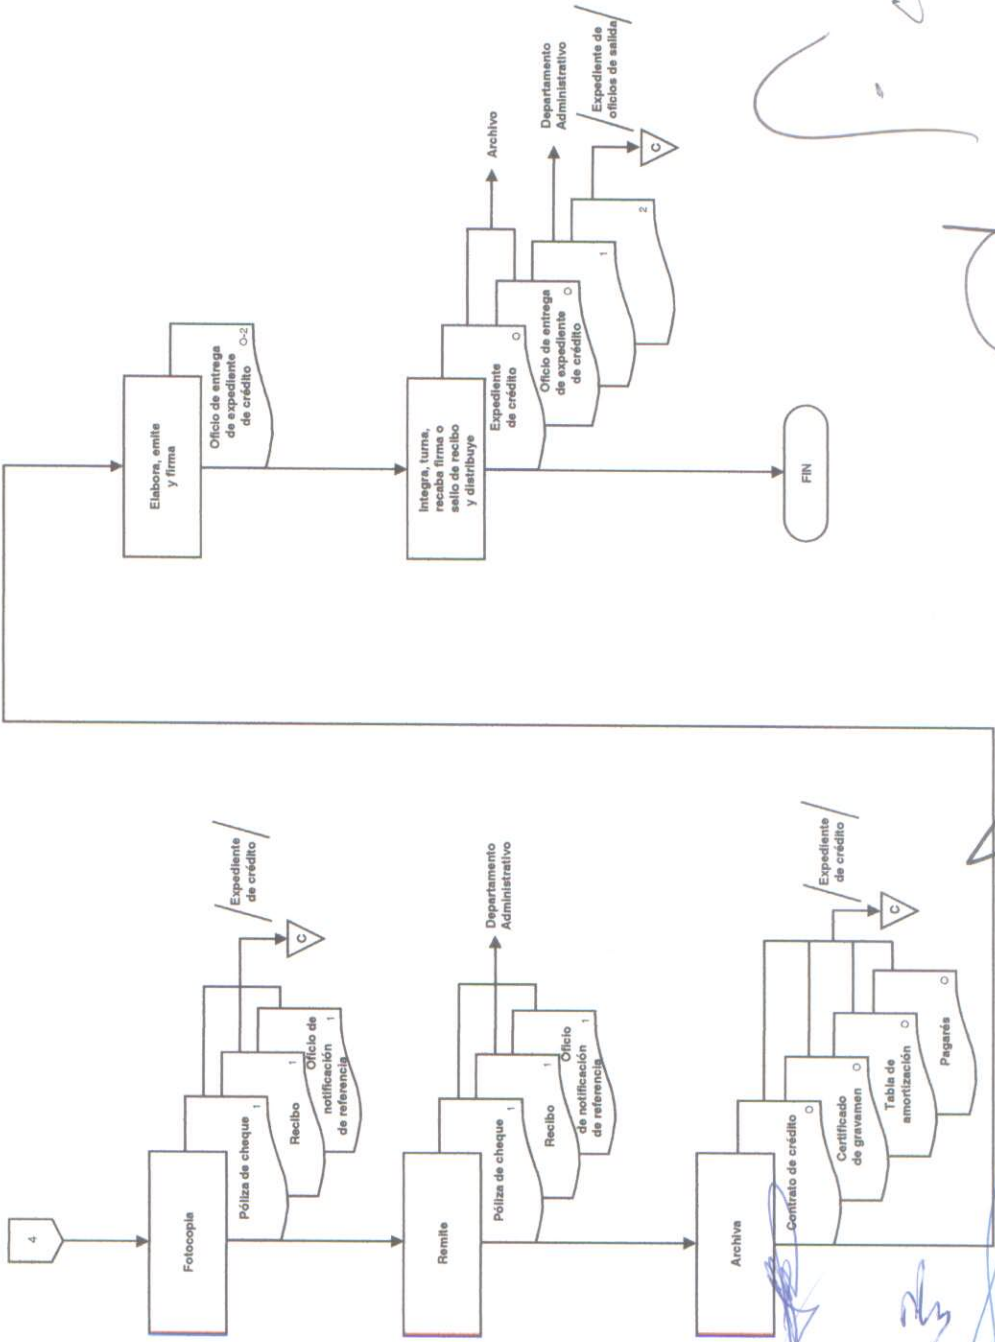 4
Fotocopia
Póliza de cheque
1
Recibo
1
Oficio de
notificación
de referencia
1
Expediente
de crédito
C
Remite
Póliza de cheque
1
Recibo
1
Oficio
de notificación
de referencia
1
Departamento
Administrativo
Archiva
Contrato de crédito
O
Certificado
de gravamen
O
Tabla de
amortización
O
Pagarés
O
Expediente
de crédito
C
Elabora, emite
y firma
Oficio de entrega
de expediente
de crédito
O-2
Integra, turna,
recaba firma o
sello de recibo
y distribuye
Expediente
de crédito
O
Oficio de entrega
de expediente
de crédito
O
1
2
Archivo
Departamento
Administrativo
Expediente de
oficios de salida
C
FIN